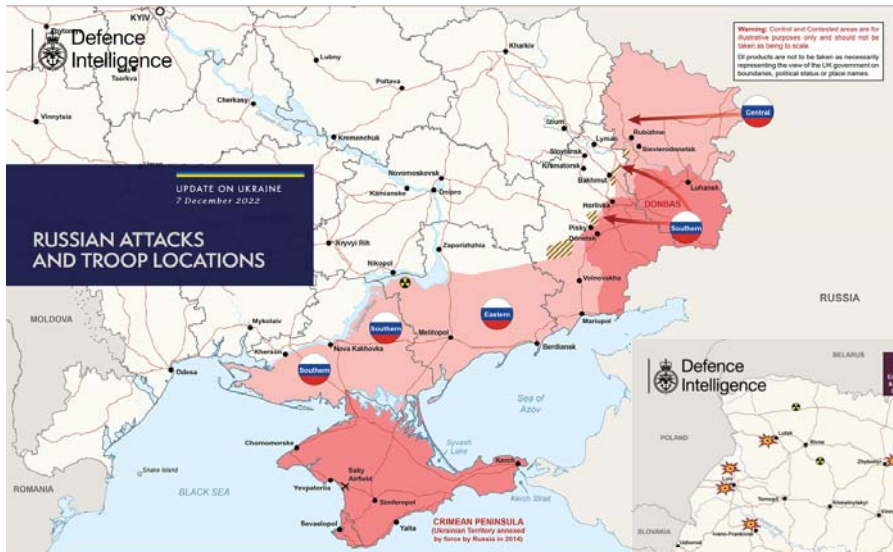 KYIV
Defence
Intelligence
Warning: Control and Contested areas are for
illustrative purposes only and should not be
taken as being to scale.
DI products are not to be taken as necessarily
representing the view of the UK government on
boundaries, political status or place names.
Bila
Tserkva
Lubny
Kharkiv
Poltava
Cherkasy
Vinnytsia
Kremenchuk
Izium
Lyman
Rubizhne
Central
Slovyansk
Sievierodonetsk
Kramatorsk
Bakhmut
Luhansk
Novomoskovsk
Kamianske
Dnipro
Horlivka
DONBAS
Southern
Pisky
Donetsk
UPDATE ON UKRAINE
7 December 2022
RUSSIAN ATTACKS
AND TROOP LOCATIONS
Kryvyi Rih
Zaporizhzhia
Nikopol
Volnovakha
RUSSIA
MOLDOVA
Mykolaiv
Southern
Eastern
Mariupol
Melitopol
Kherson
Nova Kakhovka
Berdiansk
Odesa
Southern
Sea of
Azov
Chornomorske
Syvash
Lake
Snake Island
Saky
Airfield
Kerch
Yevpatoriia
Kerch Strait
ROMANIA
BLACK SEA
Simferopol
Sevastopol
Yalta
CRIMEAN PENINSULA
(Ukrainian Territory annexed
by force by Russia in 2014)
Defence
Intelligence
BELARUS
POLAND
Lutsk
Rivne
Zhytomyr
Lviv
Ternopil
Khmelnytskyi
Ivano-Frankivsk
SLOVAKIA
Uzhhorod